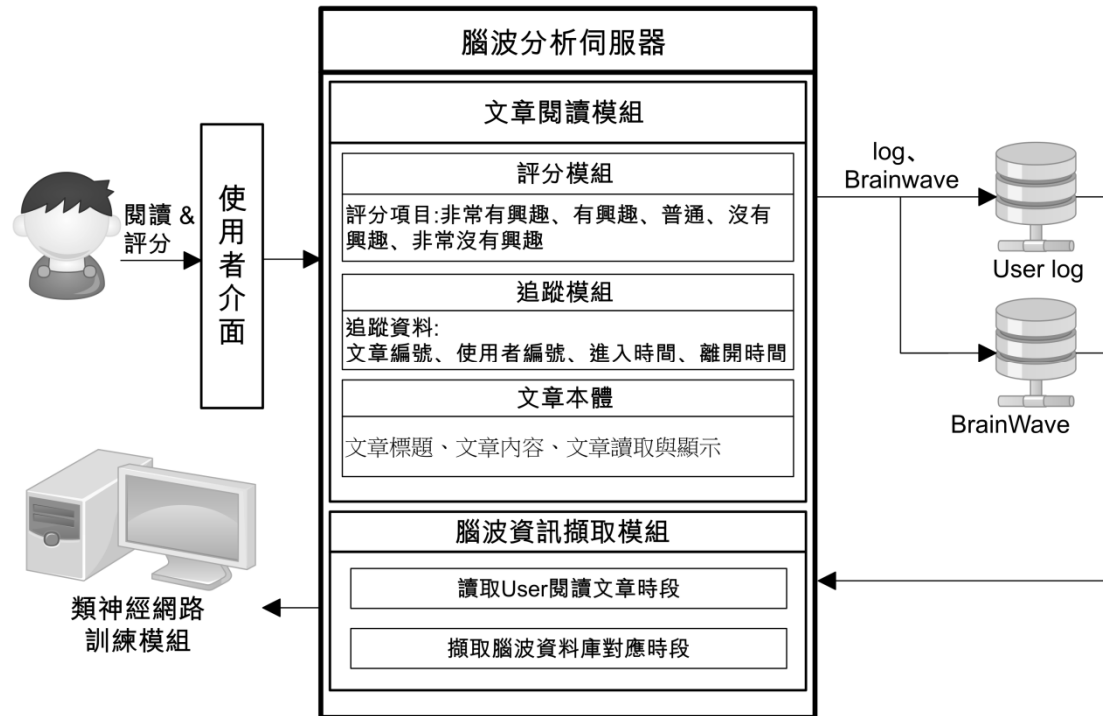 腦波分析伺服器
文章閱讀模組
評分模組
評分項目:非常有興趣、有興趣、普通、沒有
興趣、非常沒有興趣
追蹤模組
追蹤資料:
文章編號、使用者編號、進入時間、離開時間
文章本體
文章標題、文章內容、文章讀取與顯示
腦波資訊擷取模組
讀取User閱讀文章時段
擷取腦波資料庫對應時段
閱讀 &
評分
使用者介面
log、
Brainwave
User log
BrainWave
類神經網路
訓練模組